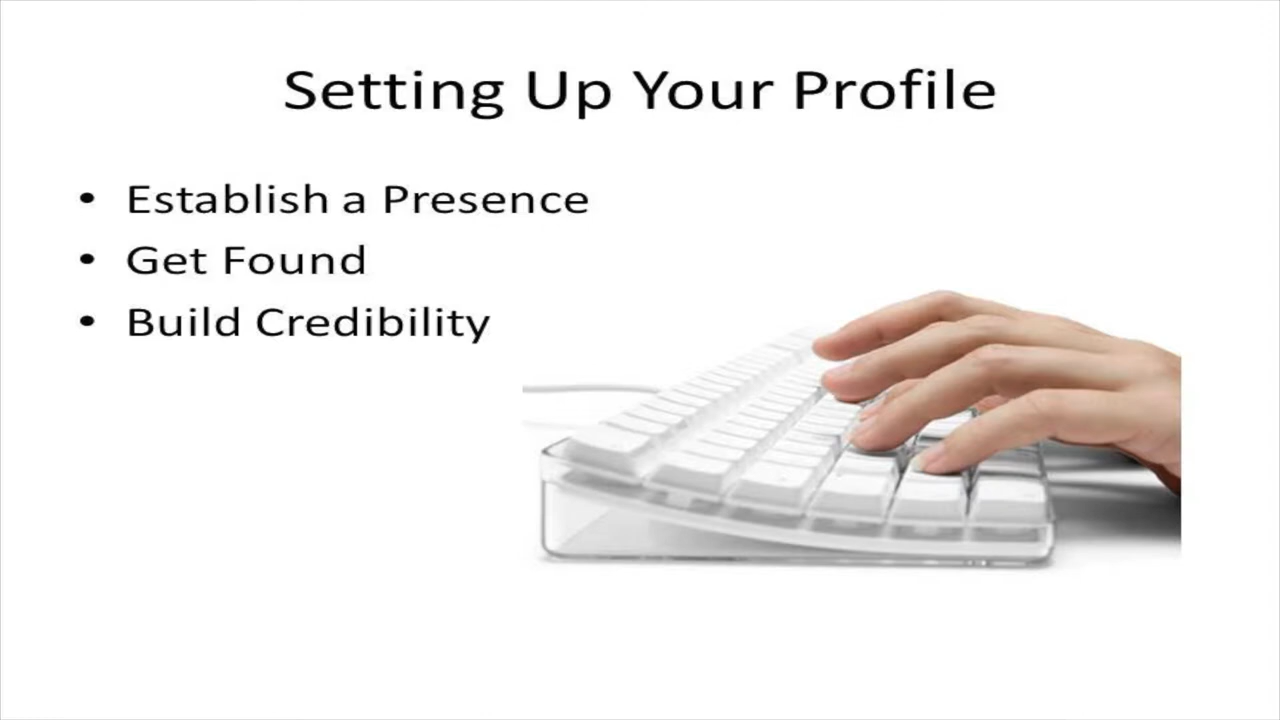 Setting Up Your Profile
• Establish a Presence
• Get Found
• Build Credibility